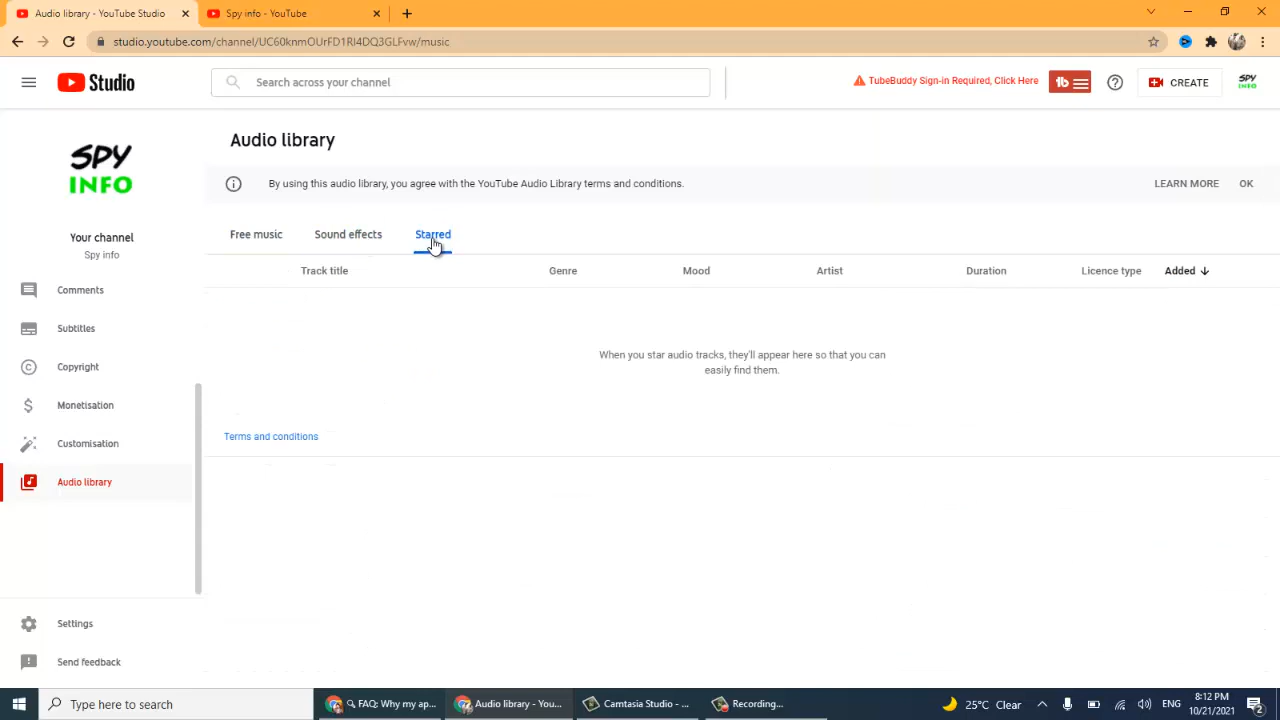 Audio library - YouTube Studio
Spy info - YouTube
studio.youtube.com/channel/UC60knmOUrFD1RI4DQ3GLFvw/music
Studio
Search across your channel
TubeBuddy Sign-in Required, Click Here
CREATE
SPY
INFO
SPY
INFO
Your channel
Spy info
Comments
Subtitles
Copyright
Monetisation
Customisation
Audio library
Settings
Send feedback
Audio library
By using this audio library, you agree with the YouTube Audio Library terms and conditions.
LEARN MORE OK
Free music Sound effects Starred
Track title Genre Mood Artist Duration Licence type Added
When you star audio tracks, they'll appear here so that you can
easily find them.
Terms and conditions
Type here to search
FAQ: Why my ap...
Audio library - You...
Camtasia Studio - ...
Recording...
25°C Clear
ENG
8:12 PM
10/21/2021
2